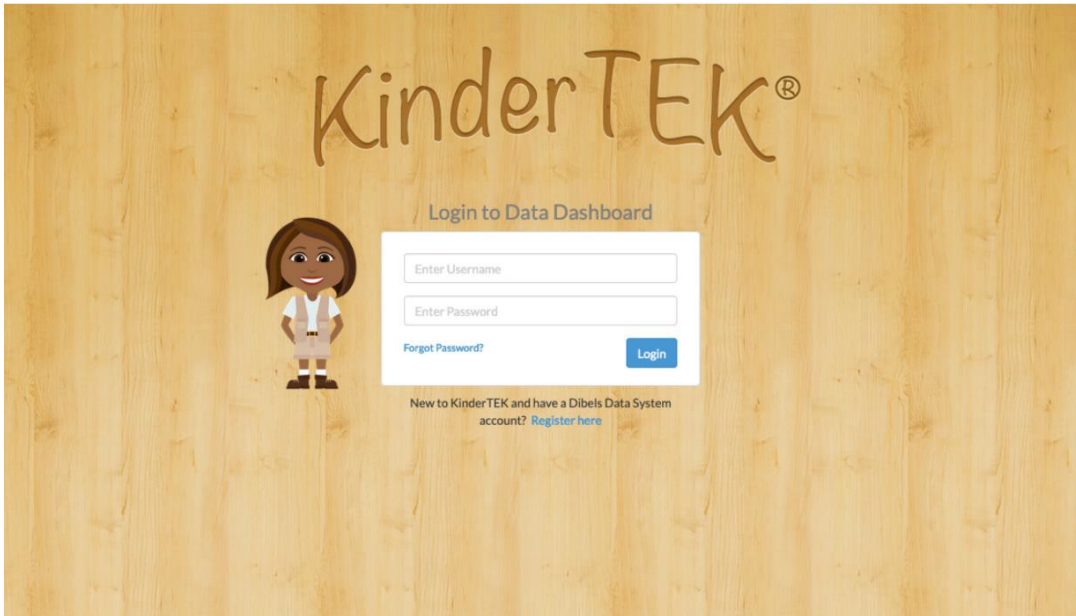 KinderTEK®
Login to Data Dashboard
Enter Username
Enter Password
Forgot Password?
Login
New to KinderTEK and have a Dibels Data System
account? Register here